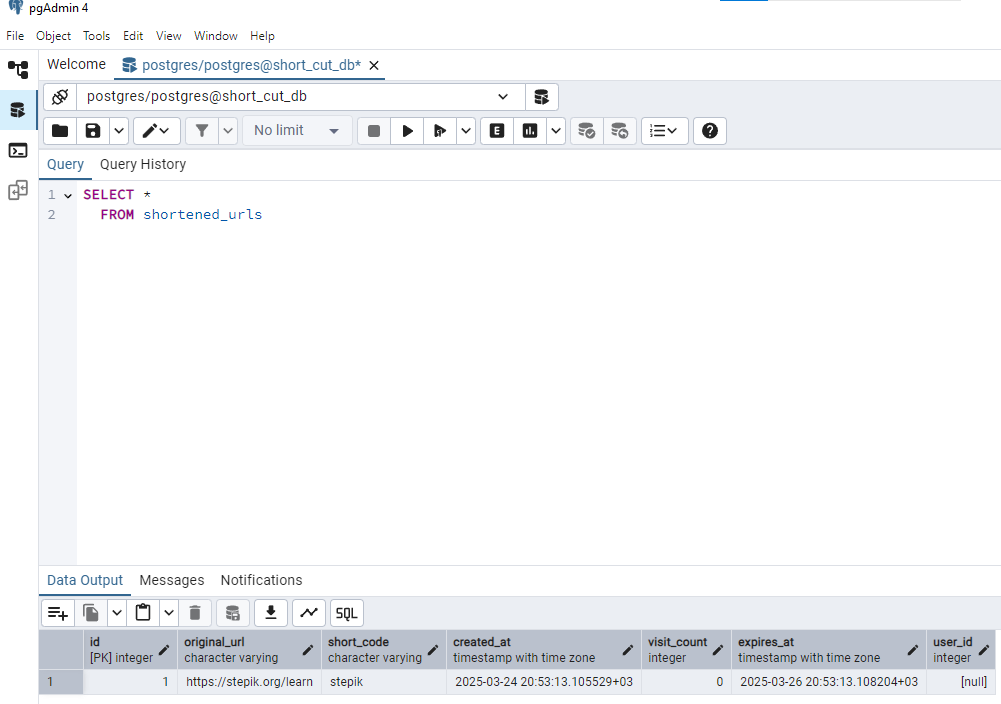 pgAdmin 4
File Object Tools Edit View Window Help
Welcome postgres/postgres@short_cut_db*
postgres/postgres@short_cut_db
No limit E
Query Query History
1 SELECT *
2 FROM shortened_urls
Data Output Messages Notifications
SQL
id original_url short_code created_at visit_count expires_at user_id
[PK] integer character varying character varying timestamp with time zone integer timestamp with time zone integer
1 1 https://stepik.org/learn stepik 2025-03-24 20:53:13.105529+03 0 2025-03-26 20:53:13.108204+03 [null]